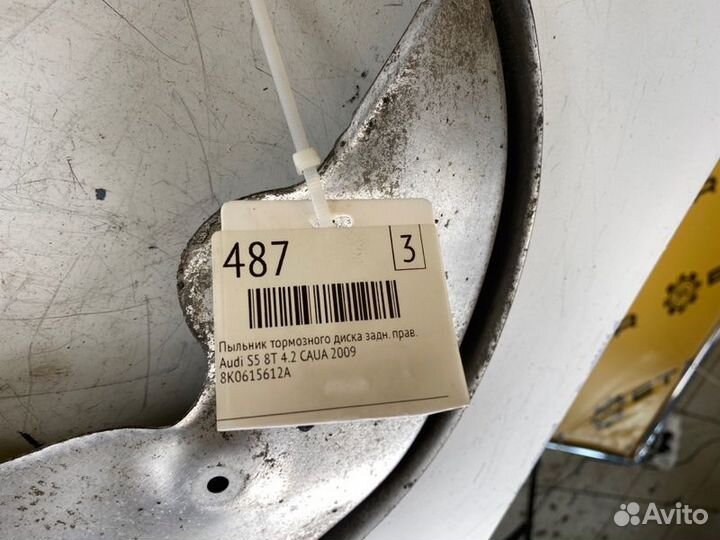 487
3
Пыльник тормозного диска задн. прав.
Audi S5 8T 4.2 CAUA 2009
8K0615612A
Avito